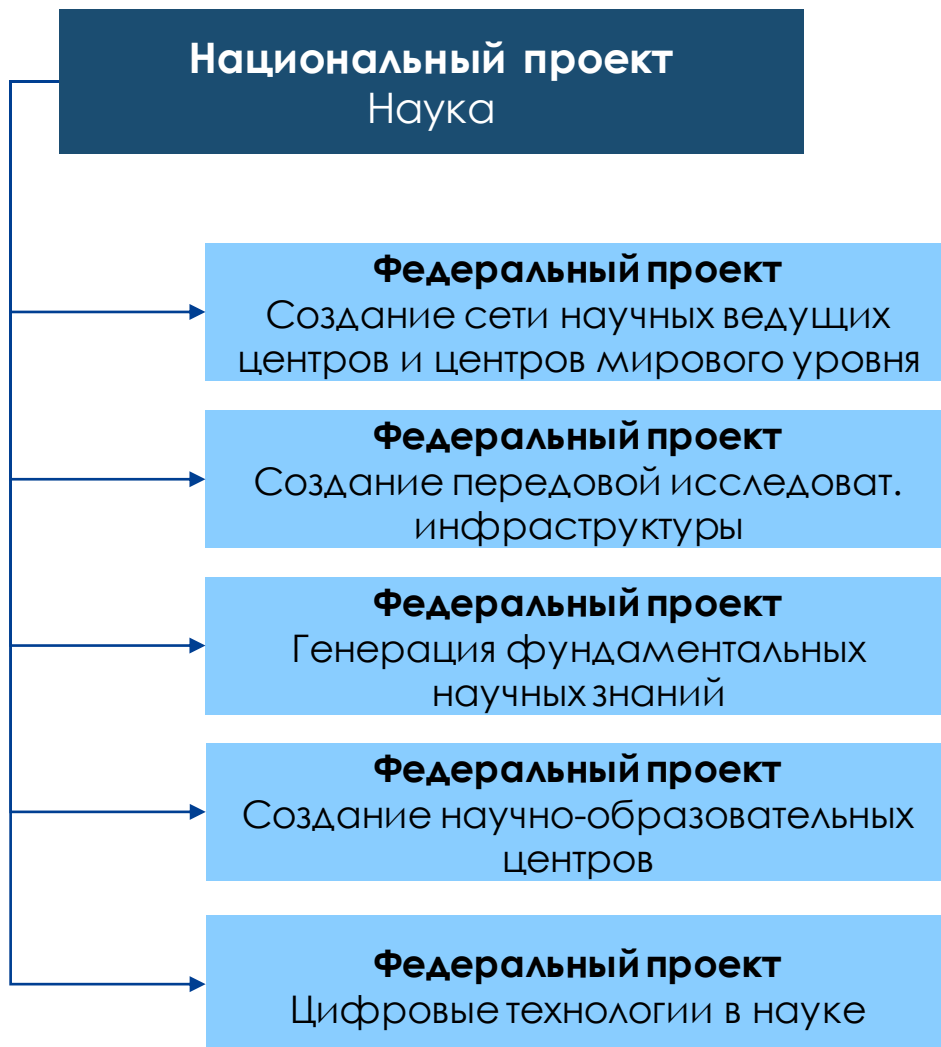 Национальный проект
Наука
Федеральный проект
Создание сети научных ведущих
центров и центров мирового уровня
Федеральный проект
Создание передовой исследоват.
инфраструктуры
Федеральный проект
Генерация фундаментальных
научных знаний
Федеральный проект
Создание научно-образовательных
центров
Федеральный проект
Цифровые технологии в науке